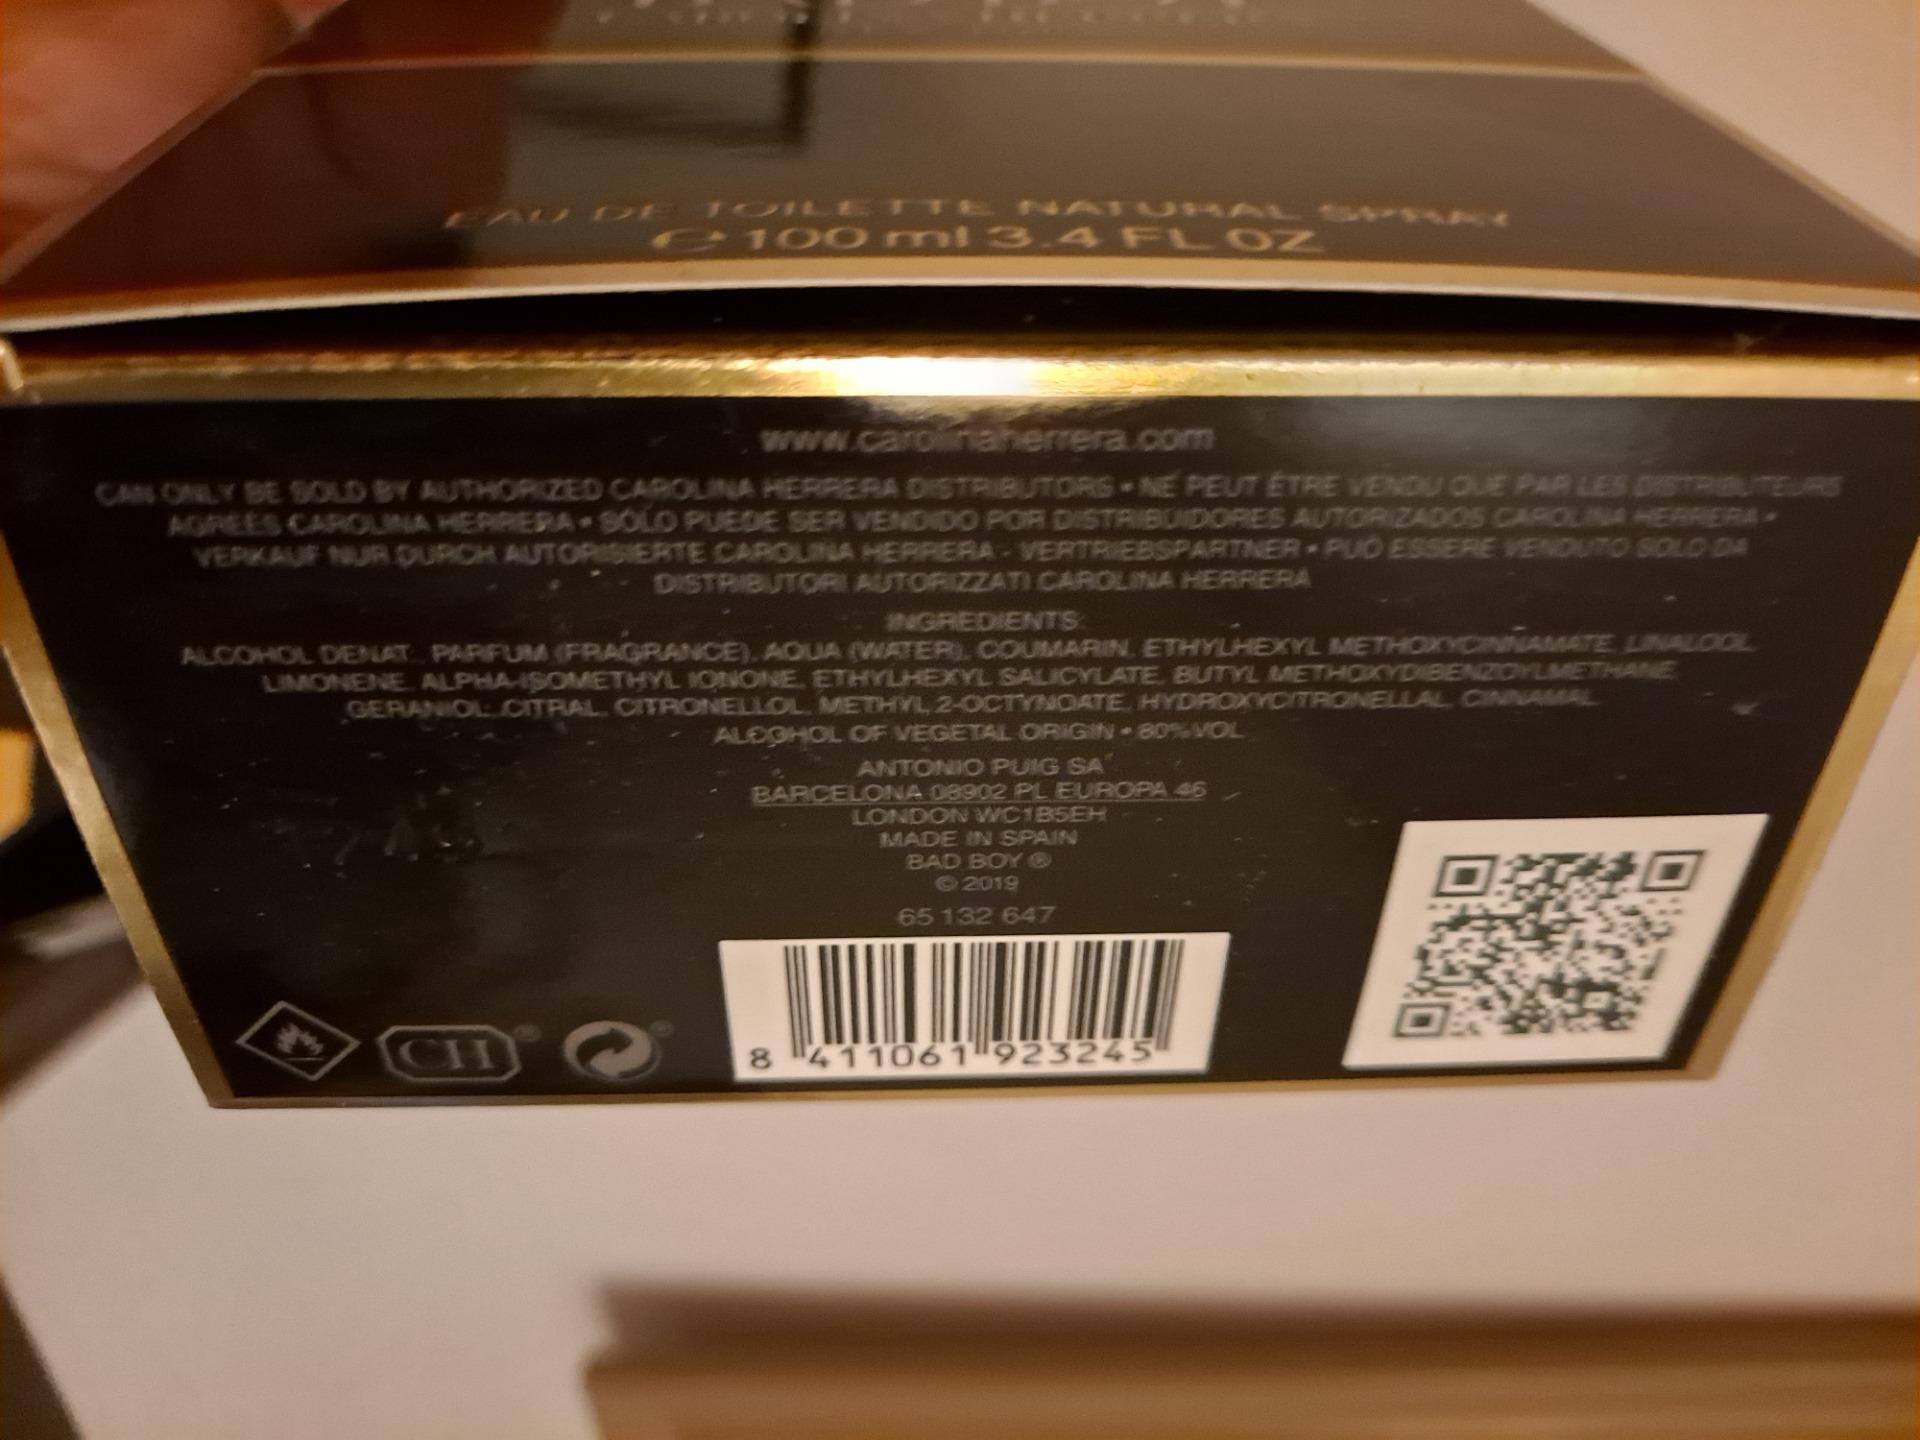 EAU DE TOILETTE NATURAL SPRAY
℮ 100 ml 3.4 FL OZ
www.carolinaherrera.com
CAN ONLY BE SOLD BY AUTHORIZED CAROLINA HERRERA DISTRIBUTORS • NE PEUT ÊTRE VENDU QUE PAR LES DISTRIBUTEURS
AGRÉÉS CAROLINA HERRERA • SÓLO PUEDE SER VENDIDO POR DISTRIBUIDORES AUTORIZADOS CAROLINA HERRERA •
VERKAUF NUR DURCH AUTORISIERTE CAROLINA HERRERA - VERTRIEBSPARTNER • PUÒ ESSERE VENDUTO SOLO DA
DISTRIBUTORI AUTORIZZATI CAROLINA HERRERA
INGREDIENTS:
ALCOHOL DENAT., PARFUM (FRAGRANCE), AQUA (WATER), COUMARIN, ETHYLHEXYL METHOXYCINNAMATE, LINALOOL,
LIMONENE, ALPHA-ISOMETHYL IONONE, ETHYLHEXYL SALICYLATE, BUTYL METHOXYDIBENZOYLMETHANE,
GERANIOL, CITRAL, CITRONELLOL, METHYL 2-OCTYNOATE, HYDROXYCITRONELLAL, CINNAMAL
ALCOHOL OF VEGETAL ORIGIN • 80% VOL
ANTONIO PUIG SA
BARCELONA 08902 PL EUROPA 46
LONDON WC1B5EH
MADE IN SPAIN
BAD BOY ®
© 2019
65 132 647
CH ®
8 411061 923245